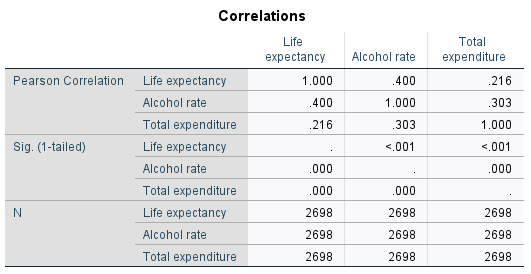 Correlations
Life expectancy Alcohol rate Total expenditure
Pearson Correlation Life expectancy 1.000 .400 .216
Alcohol rate .400 1.000 .303
Total expenditure .216 .303 1.000
Sig. (1-tailed) Life expectancy . <.001 <.001
Alcohol rate .000 . .000
Total expenditure .000 .000 .
N Life expectancy 2698 2698 2698
Alcohol rate 2698 2698 2698
Total expenditure 2698 2698 2698